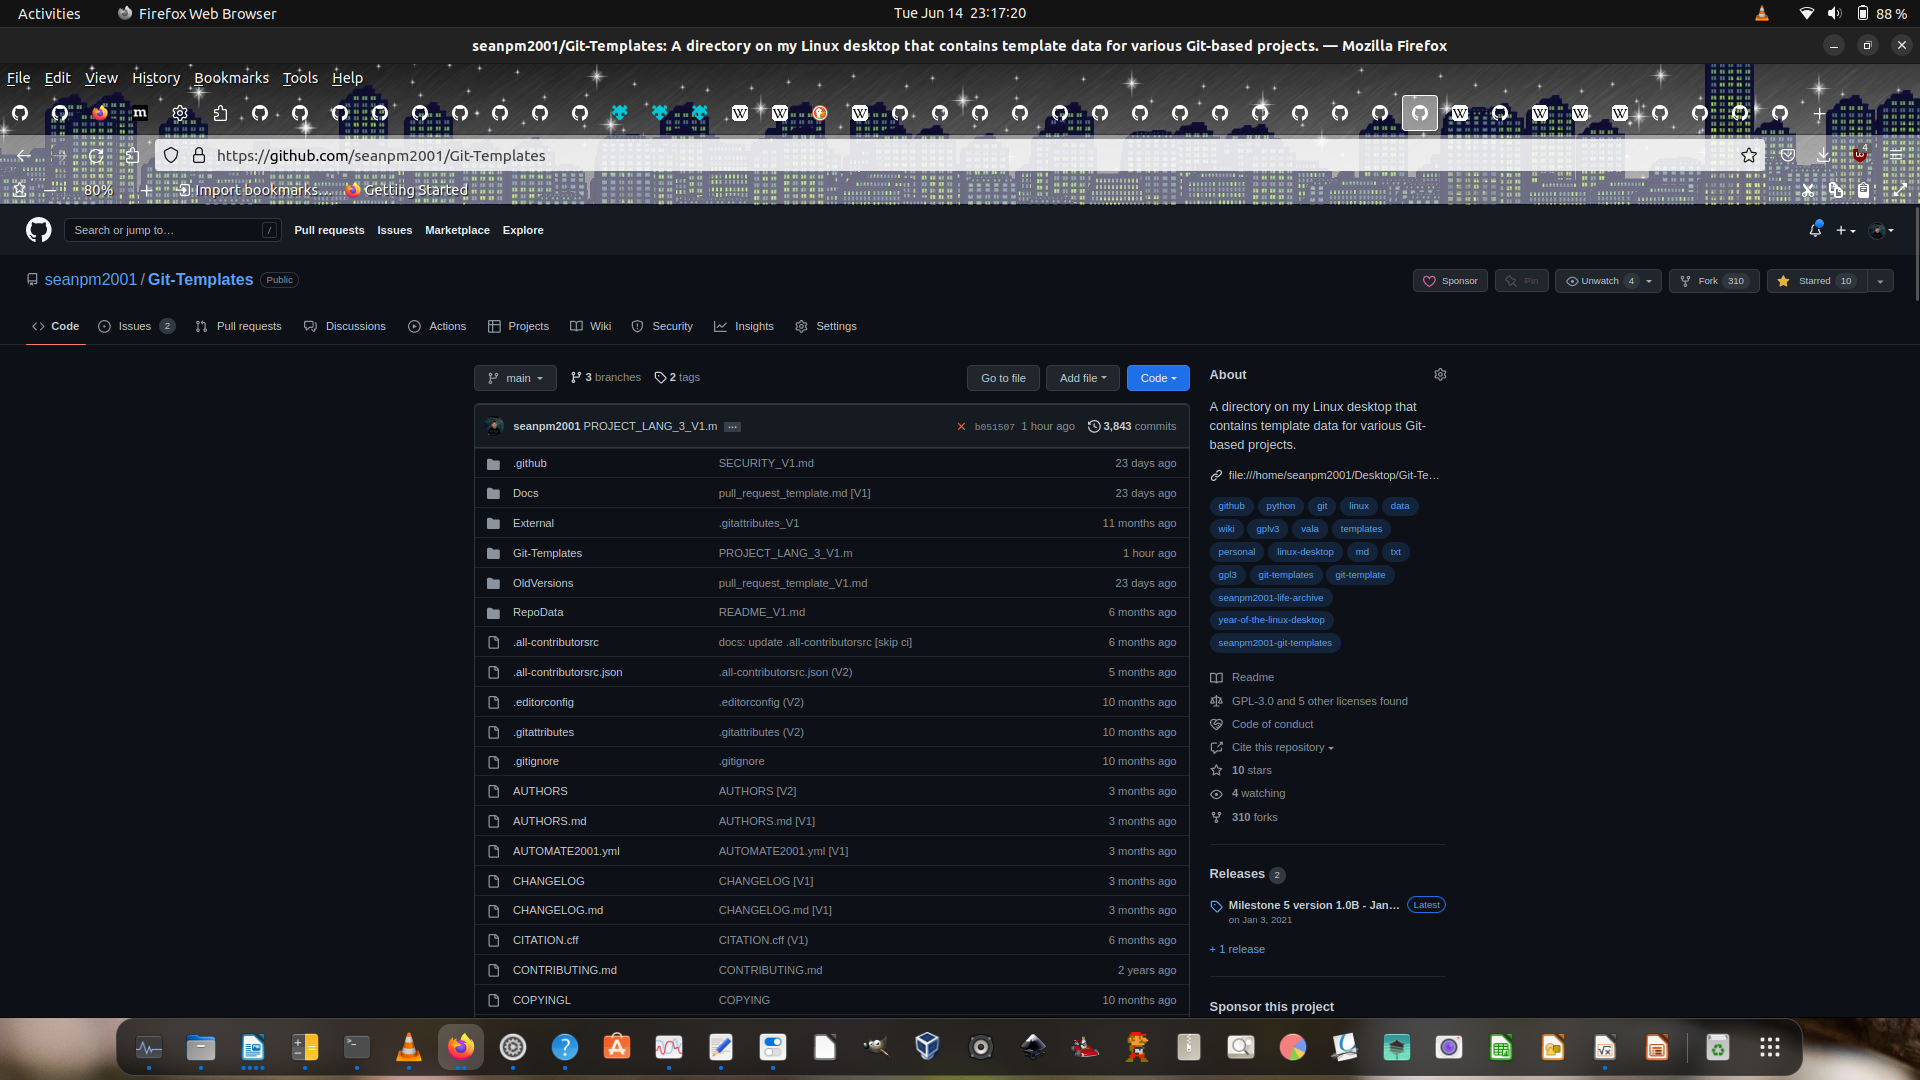 Activities Firefox Web Browser Tue Jun 14 23:17:20 88 %
seanpm2001/Git-Templates: A directory on my Linux desktop that contains template data for various Git-based projects. — Mozilla Firefox
File Edit View History Bookmarks Tools Help
https://github.com/seanpm2001/Git-Templates 4
80% Import bookmarks... Getting Started
Search or jump to... / Pull requests Issues Marketplace Explore
seanpm2001 / Git-Templates Public Sponsor Pin Unwatch 4 Fork 310 Starred 10
Code Issues 2 Pull requests Discussions Actions Projects Wiki Security Insights Settings
main 3 branches 2 tags Go to file Add file Code
seanpm2001 PROJECT_LANG_3_V1.m ... b051507 1 hour ago 3,843 commits
.github SECURITY_V1.md 23 days ago
Docs pull_request_template.md [V1] 23 days ago
External .gitattributes_V1 11 months ago
Git-Templates PROJECT_LANG_3_V1.m 1 hour ago
OldVersions pull_request_template_V1.md 23 days ago
RepoData README_V1.md 6 months ago
.all-contributorsrc docs: update .all-contributorsrc [skip ci] 6 months ago
.all-contributorsrc.json .all-contributorsrc.json (V2) 5 months ago
.editorconfig .editorconfig (V2) 10 months ago
.gitattributes .gitattributes (V2) 10 months ago
.gitignore .gitignore 10 months ago
AUTHORS AUTHORS [V2] 3 months ago
AUTHORS.md AUTHORS.md [V1] 3 months ago
AUTOMATE2001.yml AUTOMATE2001.yml [V1] 3 months ago
CHANGELOG CHANGELOG [V1] 3 months ago
CHANGELOG.md CHANGELOG.md [V1] 3 months ago
CITATION.cff CITATION.cff (V1) 6 months ago
CONTRIBUTING.md CONTRIBUTING.md 2 years ago
COPYINGL COPYING 10 months ago
About
A directory on my Linux desktop that
contains template data for various Git-
based projects.
file:///home/seanpm2001/Desktop/Git-Te...
github python git linux data
wiki gplv3 vala templates
personal linux-desktop md txt
gpl3 git-templates git-template
seanpm2001-life-archive
year-of-the-linux-desktop
seanpm2001-git-templates
Readme
GPL-3.0 and 5 other licenses found
Code of conduct
Cite this repository
10 stars
4 watching
310 forks
Releases 2
Milestone 5 version 1.0B - Jan... Latest
on Jan 3, 2021
+ 1 release
Sponsor this project